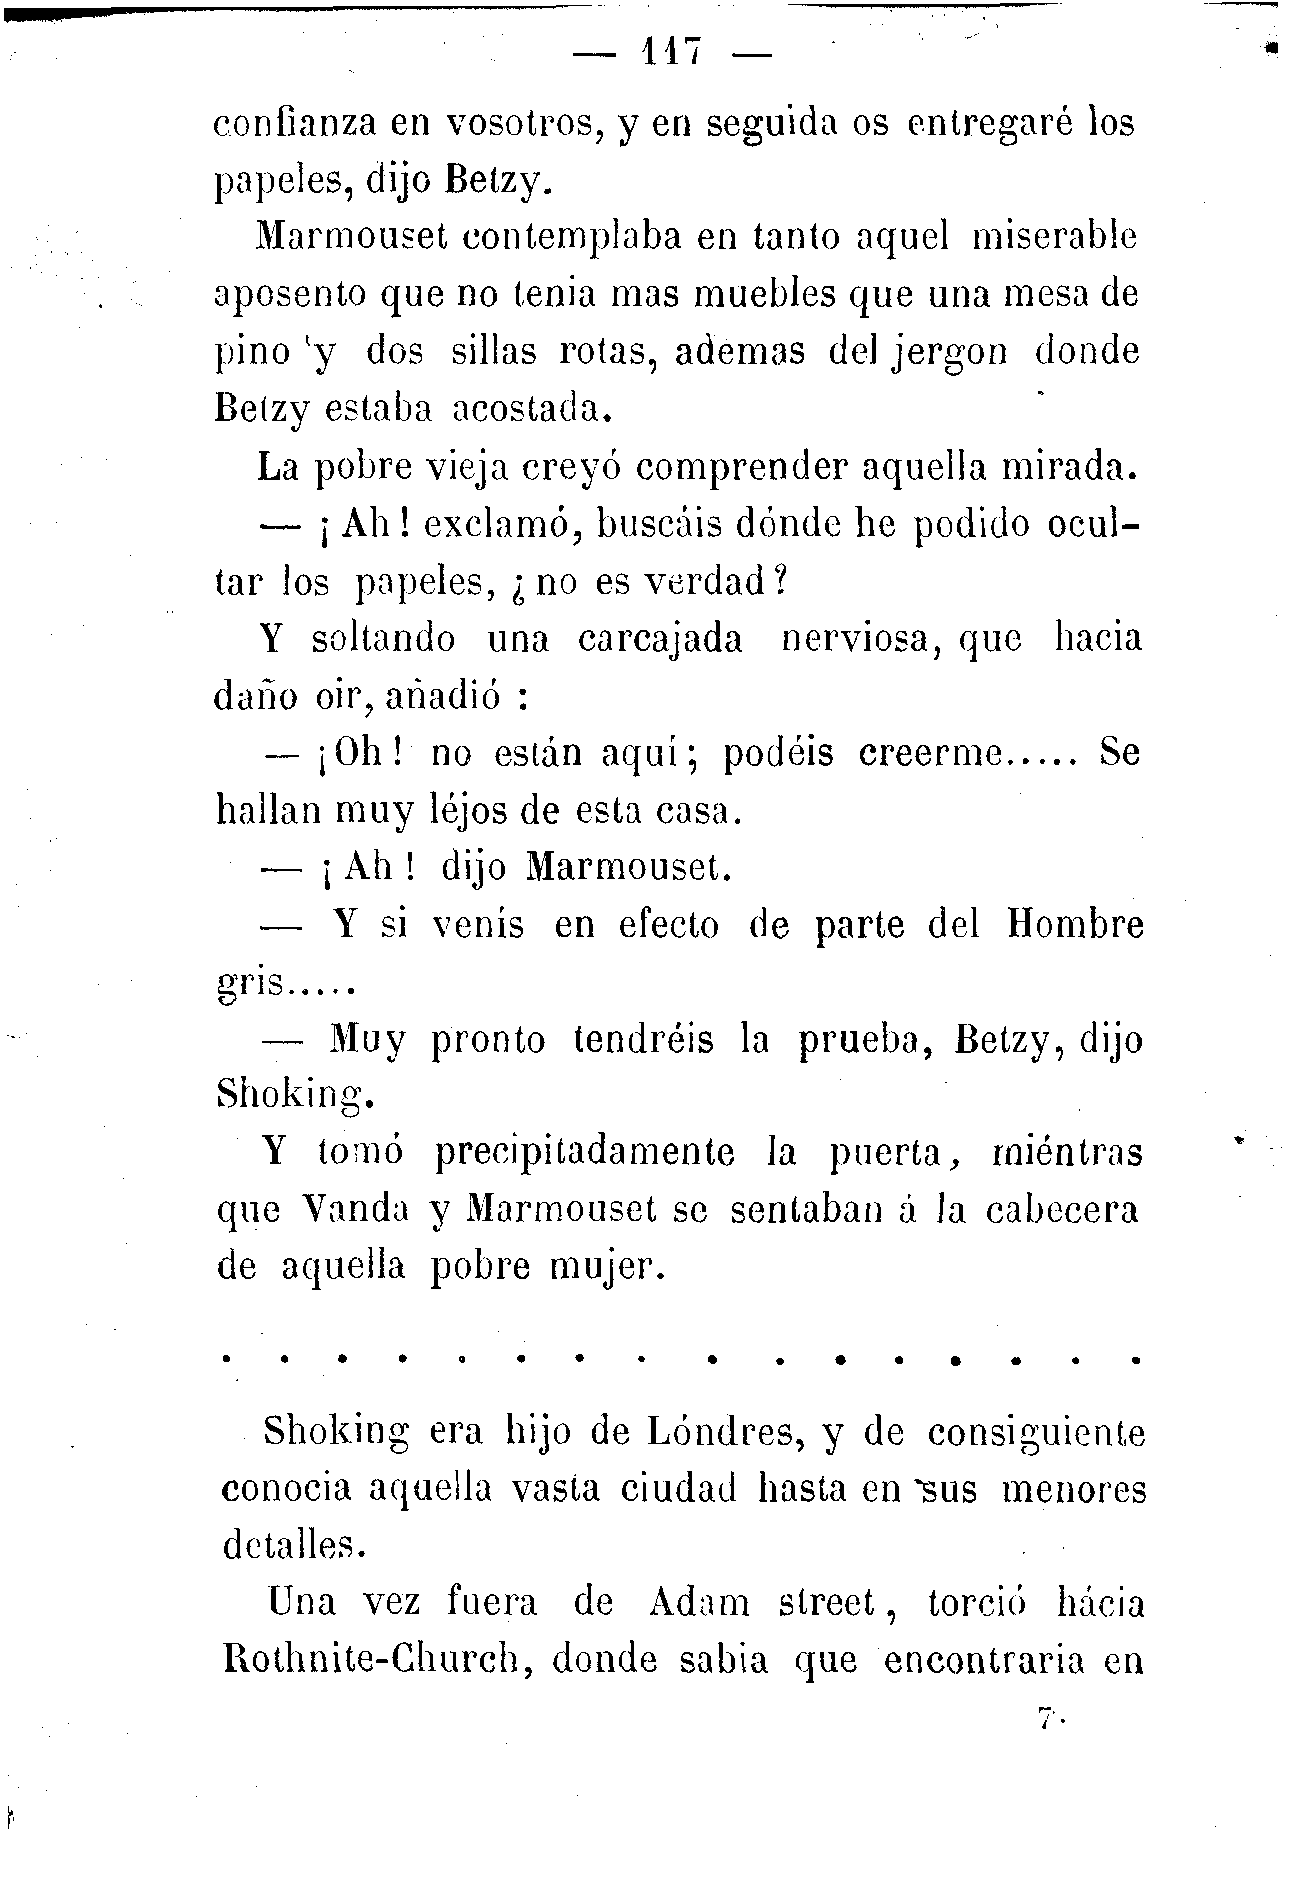 — 117 —
confianza en vosotros, y en seguida os entregaré los
papeles, dijo Betzy.
Marmouset contemplaba en tanto aquel miserable
aposento que no tenia mas muebles que una mesa de
pino y dos sillas rotas, ademas del jergon donde
Betzy estaba acostada.
La pobre vieja creyó comprender aquella mirada.
— ¡ Ah ! exclamó, buscáis dónde he podido ocul-
tar los papeles, ¿ no es verdad ?
Y soltando una carcajada nerviosa, que hacia
daño oir, añadió :
— ¡Oh ! no están aquí ; podéis creerme..... Se
hallan muy léjos de esta casa.
— ¡ Ah ! dijo Marmouset.
— Y si venís en efecto de parte del Hombre
gris.....
— Muy pronto tendréis la prueba, Betzy, dijo
Shoking.
Y tomó precipitadamente la puerta, miéntras
que Vanda y Marmouset se sentaban á la cabecera
de aquella pobre mujer.
. . . . . . . . . . . . . . . .
Shoking era hijo de Lóndres, y de consiguiente
conocia aquella vasta ciudad hasta en sus menores
detalles.
Una vez fuera de Adam street, torció hácia
Rothnite-Church, donde sabia que encontraria en
7.